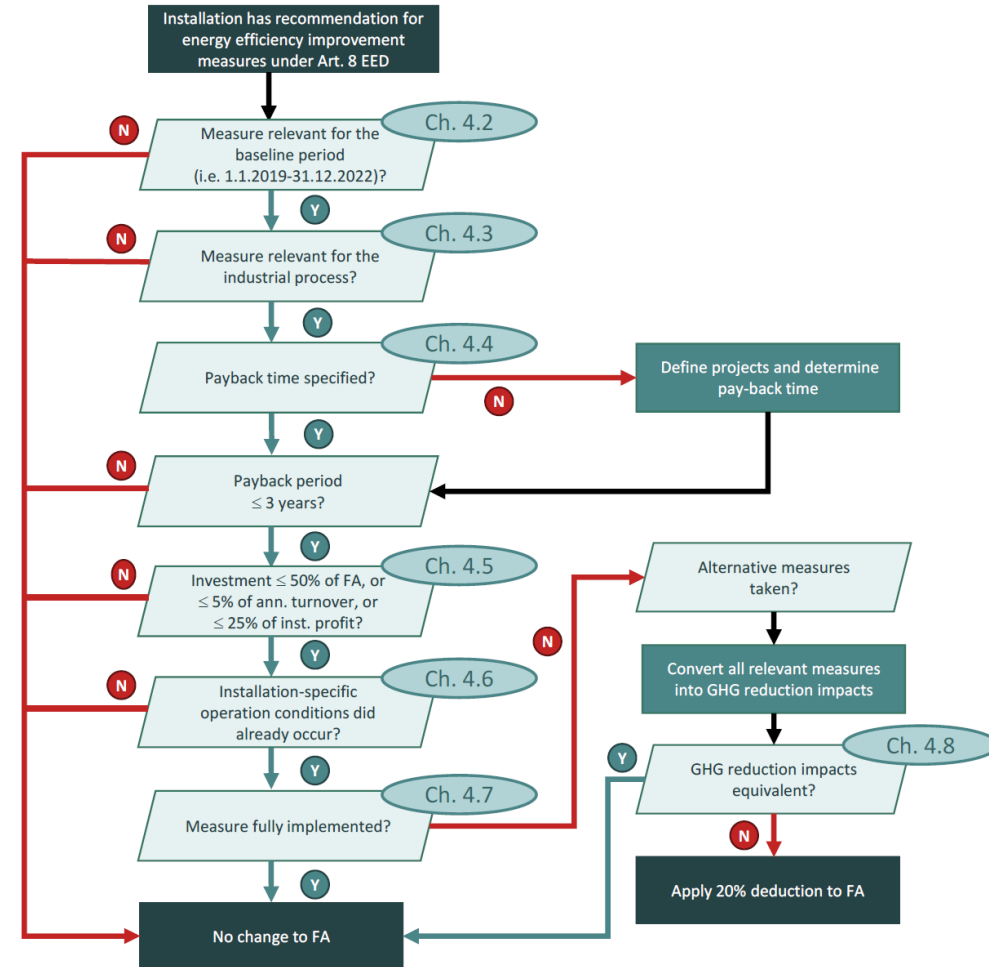 Installation has recommendation for
energy efficiency improvement
measures under Art. 8 EED
Ch. 4.2
N
Measure relevant for the
baseline period
(i.e. 1.1.2019-31.12.2022)?
Y
Ch. 4.3
N
Measure relevant for the
industrial process?
Y
Ch. 4.4
Payback time specified?
N
Define projects and determine
pay-back time
Y
N
Payback period
≤ 3 years?
Y
Ch. 4.5
N
Investment ≤ 50% of FA, or
≤ 5% of ann. turnover, or
≤ 25% of inst. profit?
Y
Ch. 4.6
N
Installation-specific
operation conditions did
already occur?
Y
Ch. 4.7
Measure fully implemented?
N
Alternative measures
taken?
Convert all relevant measures
into GHG reduction impacts
Ch. 4.8
Y
GHG reduction impacts
equivalent?
N
Apply 20% deduction to FA
Y
No change to FA